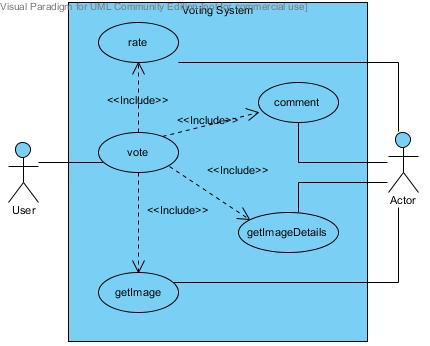 Visual Paradigm for UML Community Edition [not for commercial use]
Voting System
rate
<<Include>>
comment
<<Include>>
vote
<<Include>>
User
Actor
<<Include>>
getImageDetails
getImage